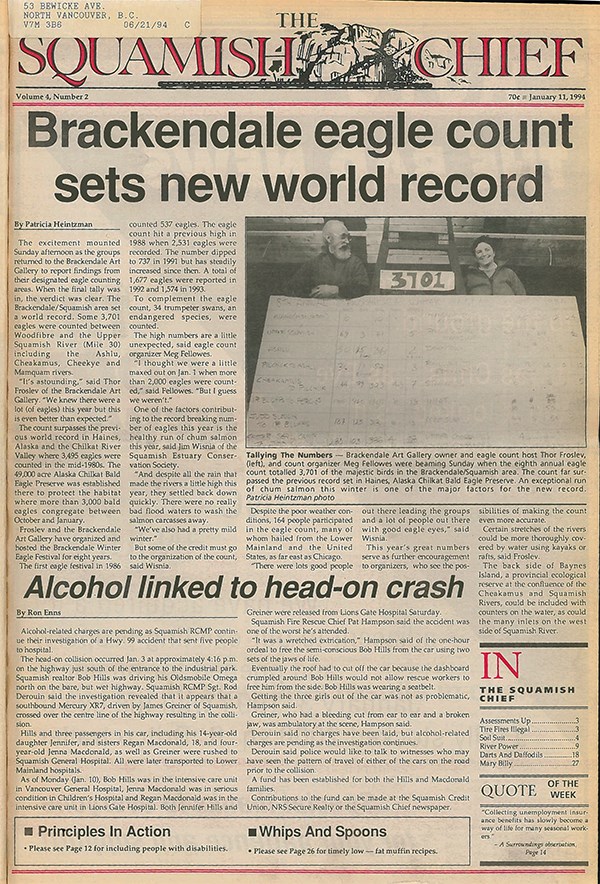 53 BEWICKE AVE.
NORTH VANCOUVER, B.C.
V7M 3B6 06/21/94 C
THE
SQUAMISH CHIEF
Volume 4, Number 2
70¢ January 11, 1994
Brackendale eagle count
sets new world record
By Patricia Heintzman
The excitement mounted
Sunday afternoon as the groups
returned to the Brackendale Art
Gallery to report findings from
their designated eagle counting
areas. When the final tally was
in, the verdict was clear. The
Brackendale/Squamish area set
a world record. Some 3,701
eagles were counted between
Woodfibre and the Upper
Squamish River (Mile 30)
including the Ashlu,
Cheakamus, Cheekye and
Mamquam rivers.
"It's astounding," said Thor
Froslev of the Brackendale Art
Gallery. "We knew there were a
lot (of eagles) this year but this
is even better than expected."
The count surpasses the previ-
ous world record in Haines,
Alaska and the Chilkat River
Valley where 3,495 eagles were
counted in the mid-1980s. The
49,000 acre Alaska Chilkat Bald
Eagle Preserve was established
there to protect the habitat
where more than 3,000 bald
eagles congregate between
October and January.
Froslev and the Brackendale
Art Gallery have organized and
hosted the Brackendale Winter
Eagle Festival for eight years.
The first eagle festival in 1986
counted 537 eagles. The eagle
count hit a previous high in
1988 when 2,531 eagles were
recorded. The number dipped
to 737 in 1991 but has steadily
increased since then. A total of
1,677 eagles were reported in
1992 and 1,574 in 1993.
To complement the eagle
count, 34 trumpeter swans, an
endangered species, were
counted.
The high numbers are a little
unexpected, said eagle count
organizer Meg Fellowes.
"I thought we were a little
maxed out on Jan. 1 when more
than 2,000 eagles were count-
ed," said Fellowes. "But I guess
we weren't."
One of the factors contribut-
ing to the record breaking num-
ber of eagles this year is the
healthy run of chum salmon
this year, said Jim Wisnia of the
Squamish Estuary Conser-
vation Society.
"And despite all the rain that
made the rivers a little high this
year, they settled back down
quickly. There were no really
bad flood waters to wash the
salmon carcasses away.
"We've also had a pretty mild
winter."
But some of the credit must go
to the organization of the count,
said Wisnia.
3701
Tallying The Numbers — Brackendale Art Gallery owner and eagle count host Thor Froslev,
(left), and count organizer Meg Fellowes were beaming Sunday when the eighth annual eagle
count totalled 3,701 of the majestic birds in the Brackendale/Squamish area. The count far sur-
passed the previous record set in Haines, Alaska Chilkat Bald Eagle Preserve. An exceptional run
of chum salmon this winter is one of the major factors for the new record.
Patricia Heintzman photo
Despite the poor weather con-
ditions, 164 people participated
in the eagle count, many of
whom hailed from the Lower
Mainland and the United
States, as far east as Chicago.
"There were lots good people
out there leading the groups
and a lot of people out there
with good eagle eyes," said
Wisnia.
This year's great numbers
serve as further encouragement
to organizers, who see the pos-
sibilities of making the count
even more accurate.
Certain stretches of the rivers
could be more thoroughly cov-
ered by water using kayaks or
rafts, said Froslev.
The back side of Baynes
Island, a provincial ecological
reserve at the confluence of the
Cheakamus and Squamish
Rivers, could be included with
counters on the water, as could
the many inlets on the west
side of Squamish River.
Alcohol linked to head-on crash
By Ron Enns
Alcohol-related charges are pending as Squamish RCMP contin-
ue their investigation of a Hwy. 99 accident that sent five people
to hospital.
The head-on collision occurred Jan. 3 at approximately 4:16 p.m.
on the highway just south of the entrance to the industrial park.
Squamish realtor Bob Hills was driving his Oldsmobile Omega
north on the bare, but wet highway. Squamish RCMP Sgt. Rod
Derouin said the investigation revealed that it appears that a
southbound Mercury XR7, driven by James Greiner of Squamish,
crossed over the centre line of the highway resulting in the colli-
sion.
Hills and three passengers in his car, including his 14-year-old
daughter Jennifer, and sisters Regan Macdonald, 18, and four-
year-old Jenna Macdonald, as well as Greiner were rushed to
Squamish General Hospital. All were later transported to Lower
Mainland hospitals.
As of Monday (Jan. 10), Bob Hills was in the intensive care unit
in Vancouver General Hospital, Jenna Macdonald was in serious
condition in Children's Hospital and Regan Macdonald was in the
intensive care unit in Lions Gate Hospital. Both Jennifer Hills and
Greiner were released from Lions Gate Hospital Saturday.
Squamish Fire Rescue Chief Pat Hampson said the accident was
one of the worst he's attended.
"It was a wretched extrication," Hampson said of the one-hour
ordeal to free the semi-conscious Bob Hills from the car using two
sets of the jaws of life.
Eventually the roof had to cut off the car because the dashboard
crumpled around Bob Hills would not allow rescue workers to
free him from the side. Bob Hills was wearing a seatbelt.
Getting the three girls out of the car was not as problematic,
Hampson said.
Greiner, who had a bleeding cut from ear to ear and a broken
jaw, was ambulatory at the scene, Hampson said.
Derouin said no charges have been laid, but alcohol-related
charges are pending as the investigation continues.
Derouin said police would like to talk to witnesses who may
have seen the pattern of travel of either of the cars on the road
prior to the collision.
A fund has been established for both the Hills and Macdonald
families.
Contributions to the fund can be made at the Squamish Credit
Union, NRS Secure Realty or the Squamish Chief newspaper.
IN
THE SQUAMISH
CHIEF
Assessments Up..........3
Tire Fires Illegal..........3
Soil Suit..........4
River Power..........9
Darts And Daffodils..........18
Mary Billy..........27
QUOTE OF THE WEEK
"Collecting unemployment insur-
ance benefits has slowly become a
way of life for many seasonal work-
ers"
– A Surroundings observation,
Page 14
Principles In Action
• Please see Page 12 for including people with disabilities.
Whips And Spoons
• Please see Page 26 for timely low — fat muffin recipes.